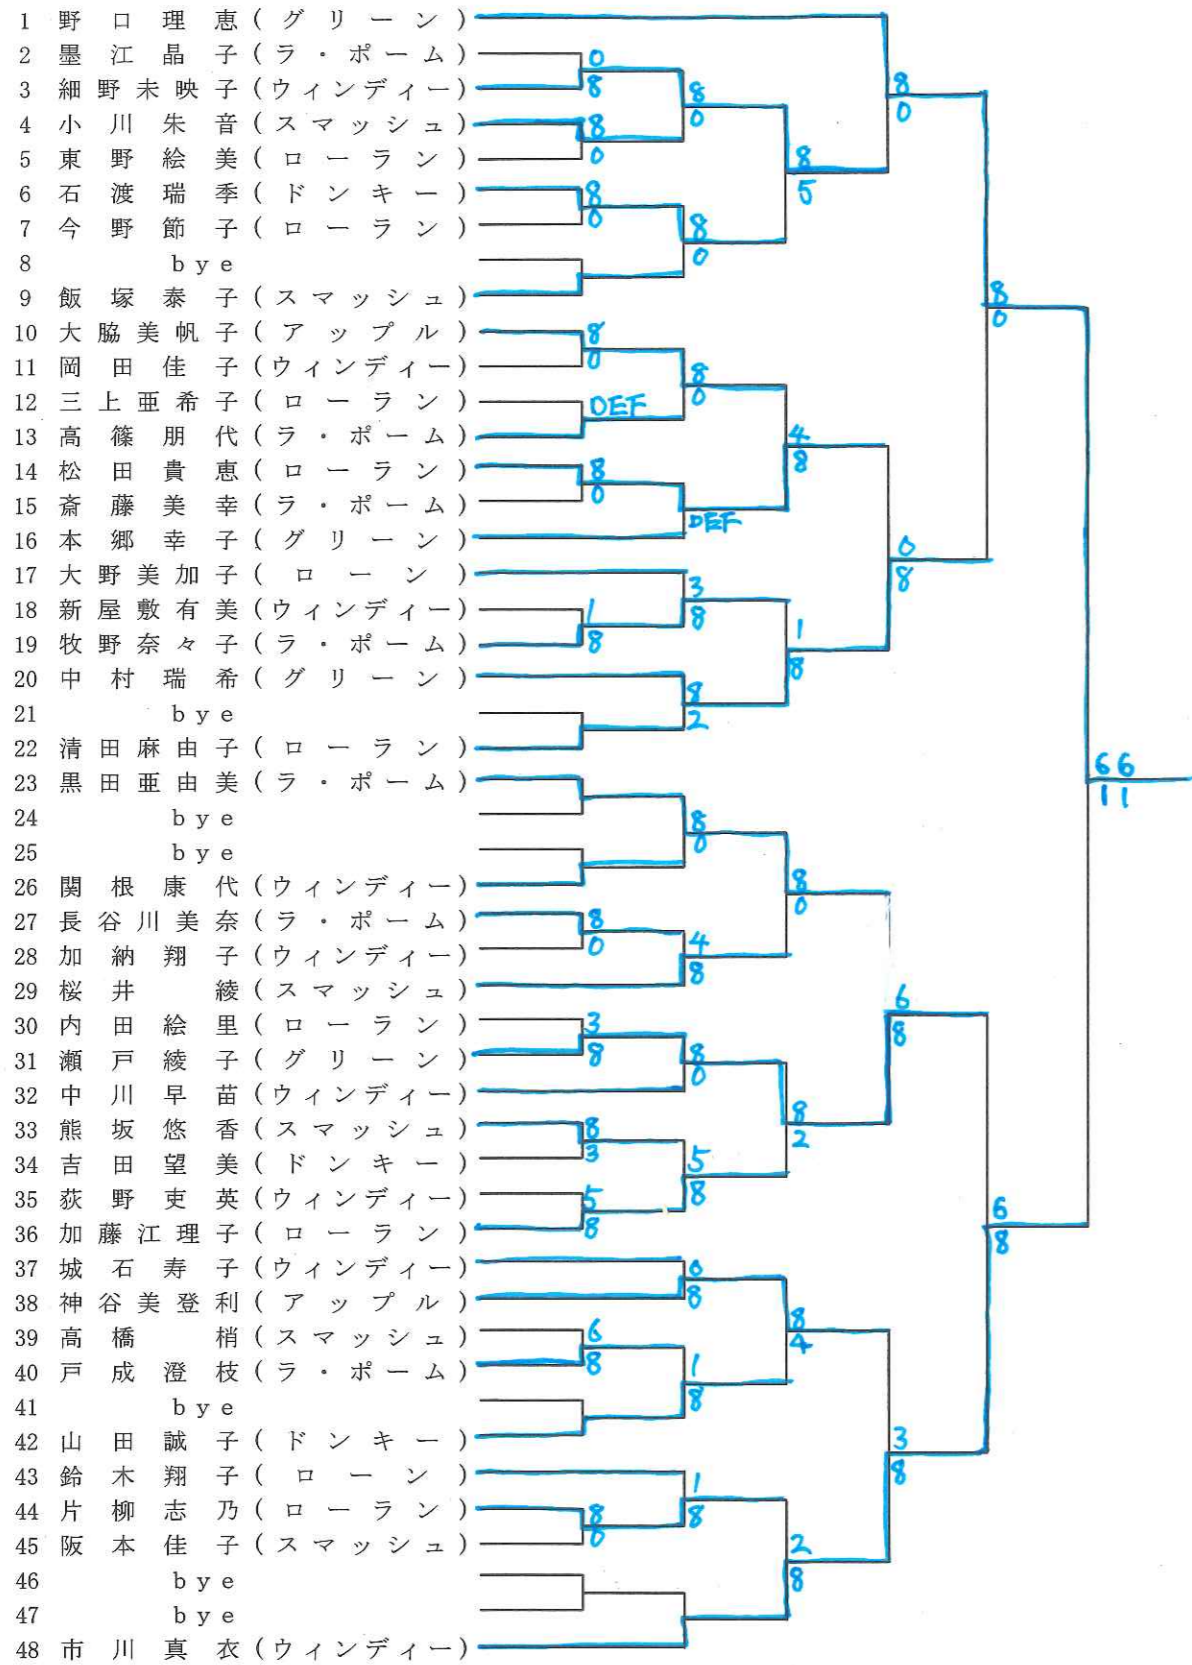 1 野口理恵(グリーン)
2 墨江晶子(ラ・ポーム)
0
3 細野未映子(ウィンディー)
8
8
0
8
0
4 小川朱音(スマッシュ)
8
5 東野絵美(ローラン)
0
8
5
6 石渡瑞季(ドンキー)
8
7 今野節子(ローラン)
0
8
0
8 bye
9 飯塚泰子(スマッシュ)
8
0
10 大脇美帆子(アップル)
8
11 岡田佳子(ウィンディー)
0
8
0
12 三上亜希子(ローラン)
DEF
13 高篠朋代(ラ・ポーム)
4
8
14 松田貴恵(ローラン)
8
15 斎藤美幸(ラ・ポーム)
0
DEF
16 本郷幸子(グリーン)
0
8
17 大野美加子(ローン)
3
8
18 新屋敷有美(ウィンディー)
1
19 牧野奈々子(ラ・ポーム)
8
1
8
20 中村瑞希(グリーン)
8
2
21 bye
22 清田麻由子(ローラン)
23 黒田亜由美(ラ・ポーム)
66
11
24 bye
8
0
25 bye
26 関根康代(ウィンディー)
8
0
27 長谷川美奈(ラ・ポーム)
8
28 加納翔子(ウィンディー)
0
4
8
29 桜井綾(スマッシュ)
6
8
30 内田絵里(ローラン)
3
31 瀬戸綾子(グリーン)
8
8
0
32 中川早苗(ウィンディー)
8
2
33 熊坂悠香(スマッシュ)
8
34 吉田望美(ドンキー)
3
5
8
35 荻野吏英(ウィンディー)
5
36 加藤江理子(ローラン)
8
6
8
37 城石寿子(ウィンディー)
0
38 神谷美登利(アップル)
8
8
4
39 高橋梢(スマッシュ)
6
40 戸成澄枝(ラ・ポーム)
8
1
8
41 bye
42 山田誠子(ドンキー)
3
8
43 鈴木翔子(ローン)
1
8
44 片柳志乃(ローラン)
8
45 阪本佳子(スマッシュ)
0
2
8
46 bye
47 bye
48 市川真衣(ウィンディー)